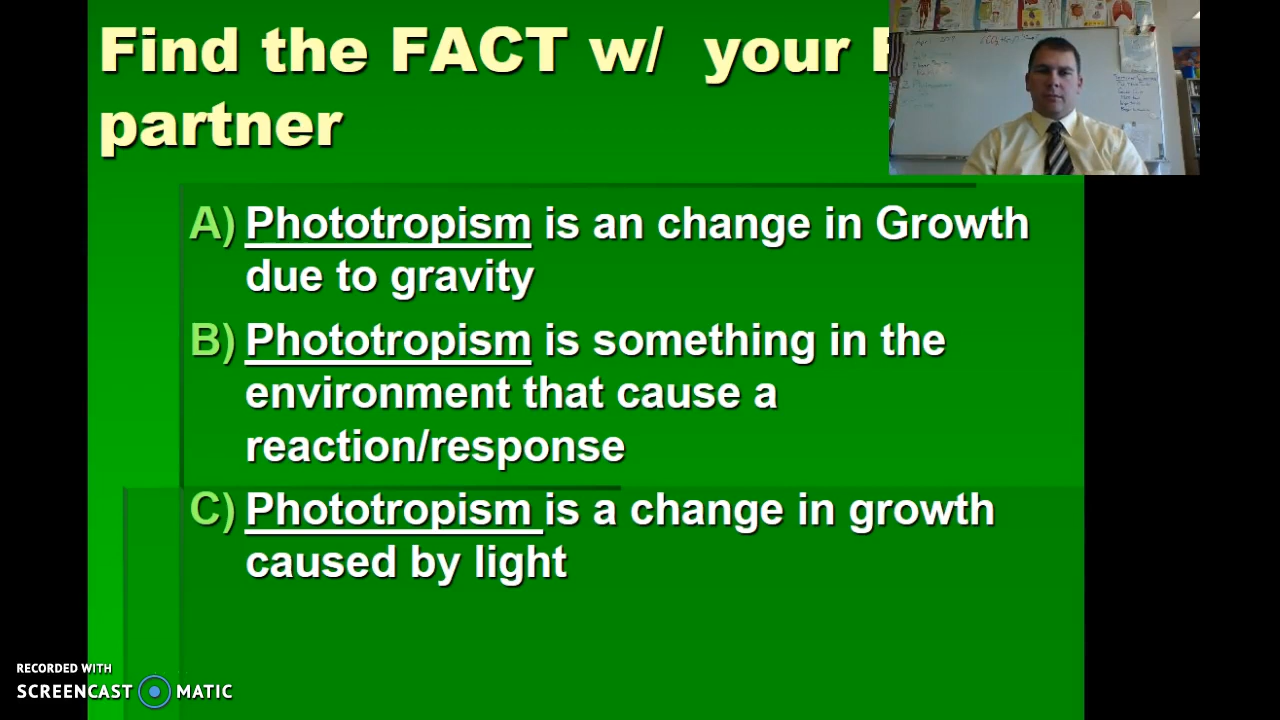 Find the FACT w/ your
partner
A) Phototropism is an change in Growth
due to gravity
B) Phototropism is something in the
environment that cause a
reaction/response
C) Phototropism is a change in growth
caused by light
RECORDED WITH
SCREENCAST MATIC